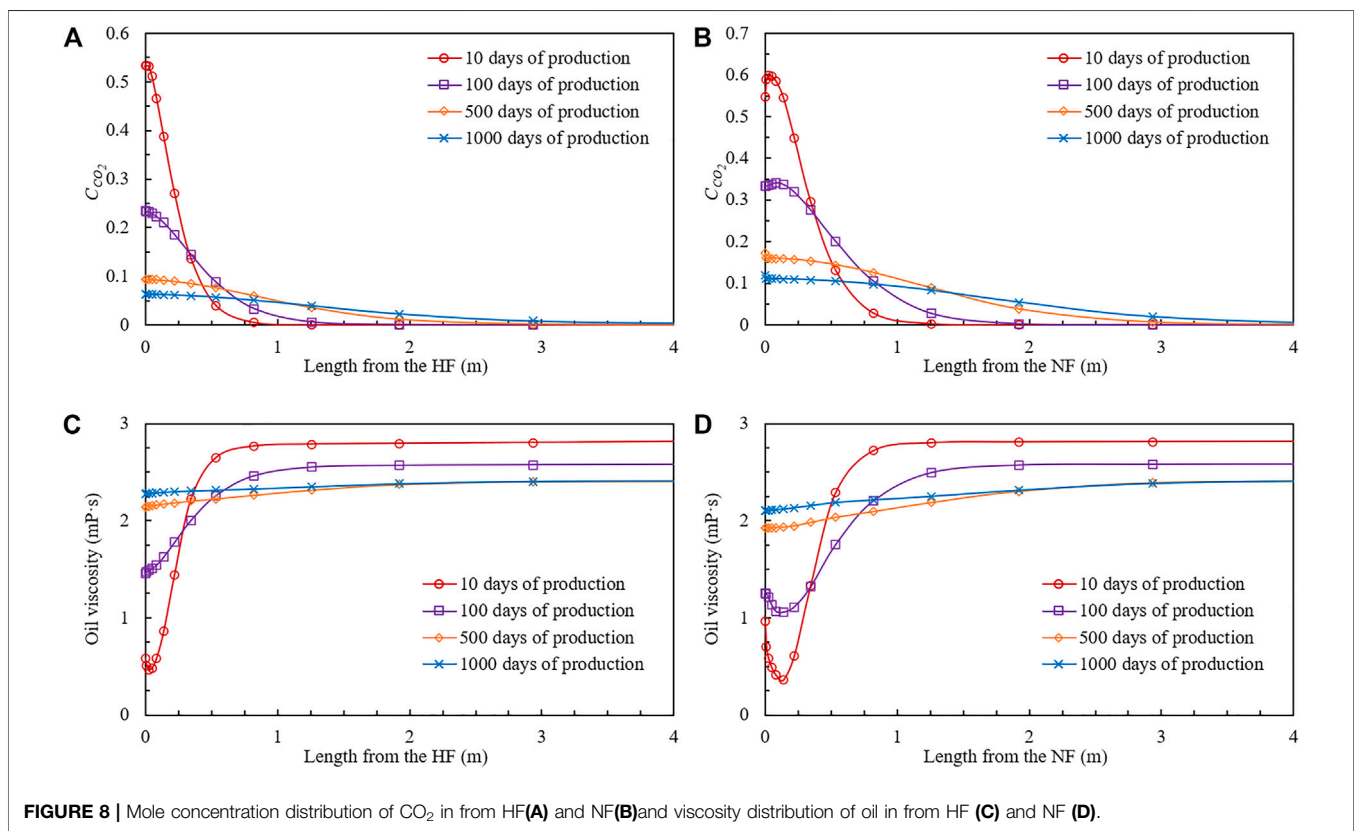 A
0.6
0.5
0.4
0.3
0.2
0.1
0
C_{CO_2}
10 days of production
100 days of production
500 days of production
1000 days of production
0 1 2 3 4
Length from the HF (m)
B
0.7
0.6
0.5
0.4
0.3
0.2
0.1
0
C_{CO_2}
10 days of production
100 days of production
500 days of production
1000 days of production
0 1 2 3 4
Length from the NF (m)
C
3
2
1
0
Oil viscosity (mP·s)
10 days of production
100 days of production
500 days of production
1000 days of production
0 1 2 3 4
Length from the HF (m)
D
3
2
1
0
Oil viscosity (mP·s)
10 days of production
100 days of production
500 days of production
1000 days of production
0 1 2 3 4
Length from the NF (m)
FIGURE 8 | Mole concentration distribution of CO₂ in from HF(A) and NF(B)and viscosity distribution of oil in from HF (C) and NF (D).